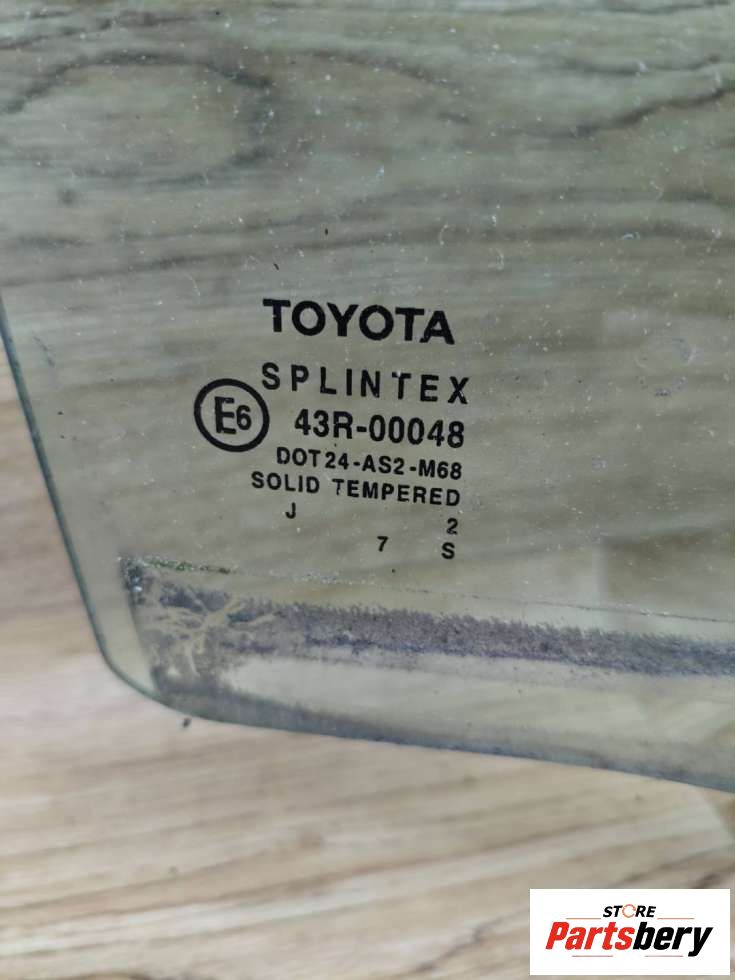 TOYOTA
SPLINTEX
E6 43R-00048
DOT24-AS2-M68
SOLID TEMPERED
J 2
7 S
STORE
Partsbery